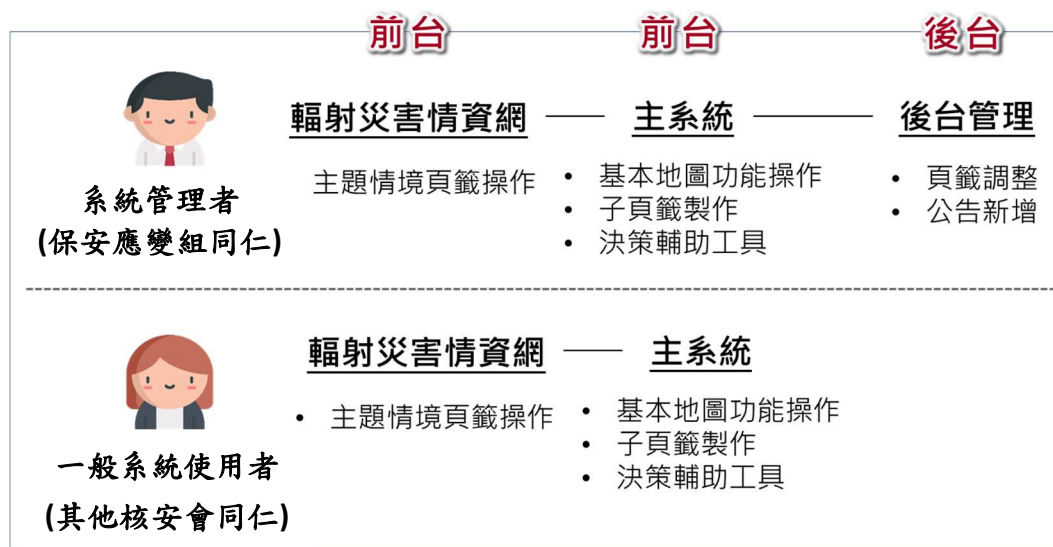 前台
前台
後台
系統管理者
(保安應變組同仁)
輻射災害情資網
主題情境頁籤操作
主系統
• 基本地圖功能操作
• 子頁籤製作
• 決策輔助工具
後台管理
• 頁籤調整
• 公告新增
一般系統使用者
(其他核安會同仁)
輻射災害情資網
• 主題情境頁籤操作
主系統
• 基本地圖功能操作
• 子頁籤製作
• 決策輔助工具